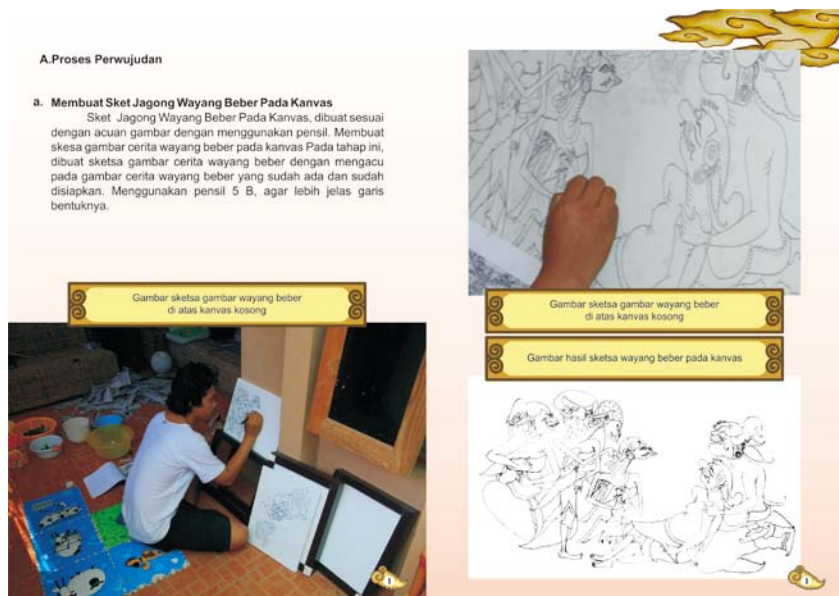 A.Proses Perwujudan
a. Membuat Sket Jagong Wayang Beber Pada Kanvas
Sket Jagong Wayang Beber Pada Kanvas, dibuat sesuai
dengan acuan gambar dengan menggunakan pensil. Membuat
skesa gambar cerita wayang beber pada kanvas Pada tahap ini,
dibuat sketsa gambar cerita wayang beber dengan mengacu
pada gambar cerita wayang beber yang sudah ada dan sudah
disiapkan. Menggunakan pensil 5 B, agar lebih jelas garis
bentuknya.
Gambar sketsa gambar wayang beber
di atas kanvas kosong
1
Gambar sketsa gambar wayang beber
di atas kanvas kosong
Gambar hasil sketsa wayang beber pada kanvas
1